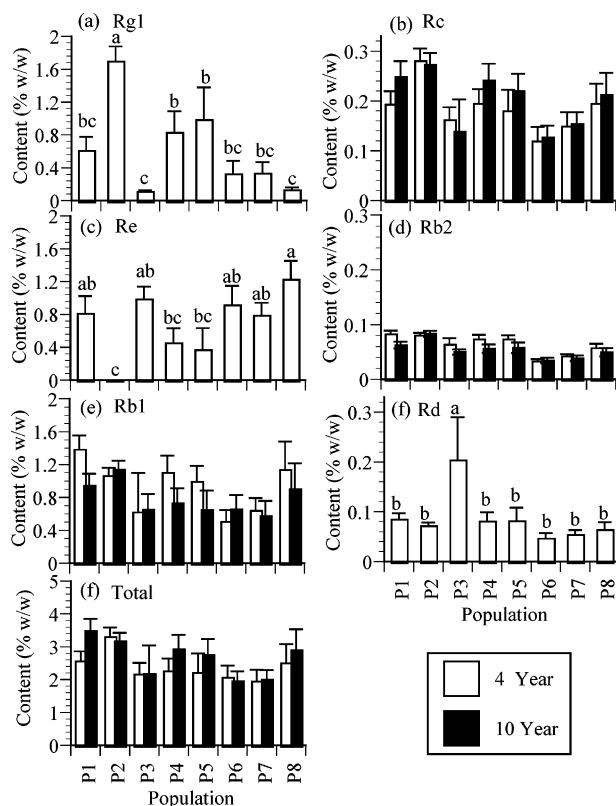 (a) Rg1
Content (% w/w)
2
1.6
1.2
0.8
0.4
0
bc
a
c
b
b
bc
bc
c
(b) Rc
Content (% w/w)
0.3
0.2
0.1
0
(c) Re
Content (% w/w)
2
1.6
1.2
0.8
0.4
0
ab
c
ab
bc
bc
ab
ab
a
(d) Rb2
Content (% w/w)
0.3
0.2
0.1
0
(e) Rb1
Content (% w/w)
2
1.6
1.2
0.8
0.4
0
(f) Rd
Content (% w/w)
0.3
0.2
0.1
0
b
b
a
b
b
b
b
b
P1
P2
P3
P4
P5
P6
P7
P8
Population
(f) Total
Content (% w/w)
5
4
3
2
1
0
P1
P2
P3
P4
P5
P6
P7
P8
Population
4 Year
10 Year